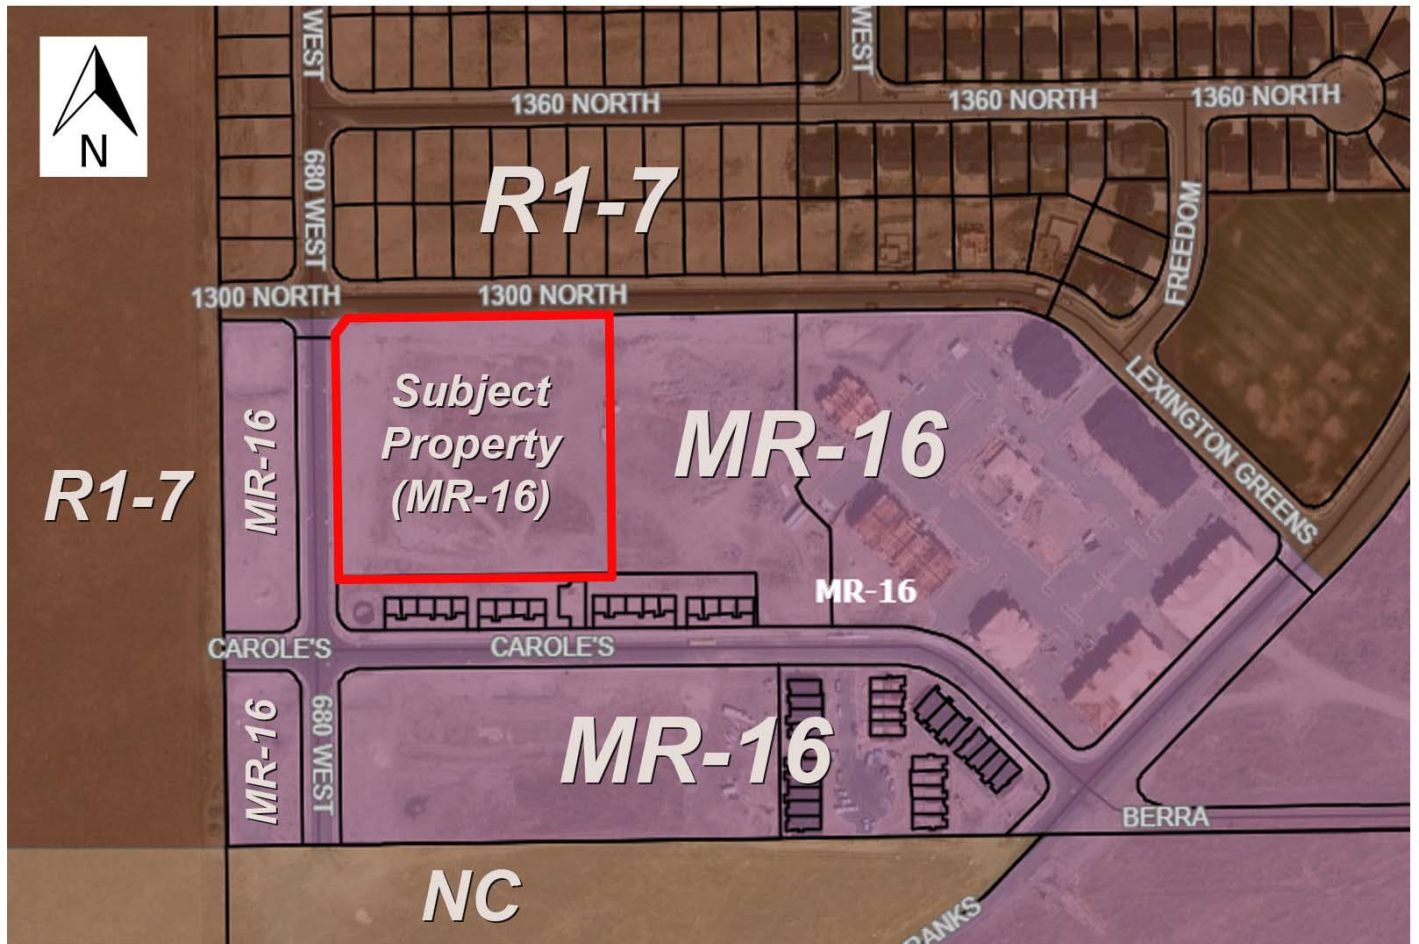 WEST
WEST
1360 NORTH
1360 NORTH
1360 NORTH
N
680 WEST
R1-7
FREEDOM
1300 NORTH
1300 NORTH
Subject
Property
(MR-16)
MR-16
MR-16
R1-7
LEXINGTON GREENS
MR-16
CAROLE'S
CAROLE'S
MR-16
680 WEST
MR-16
BERRA
NC
RANKS